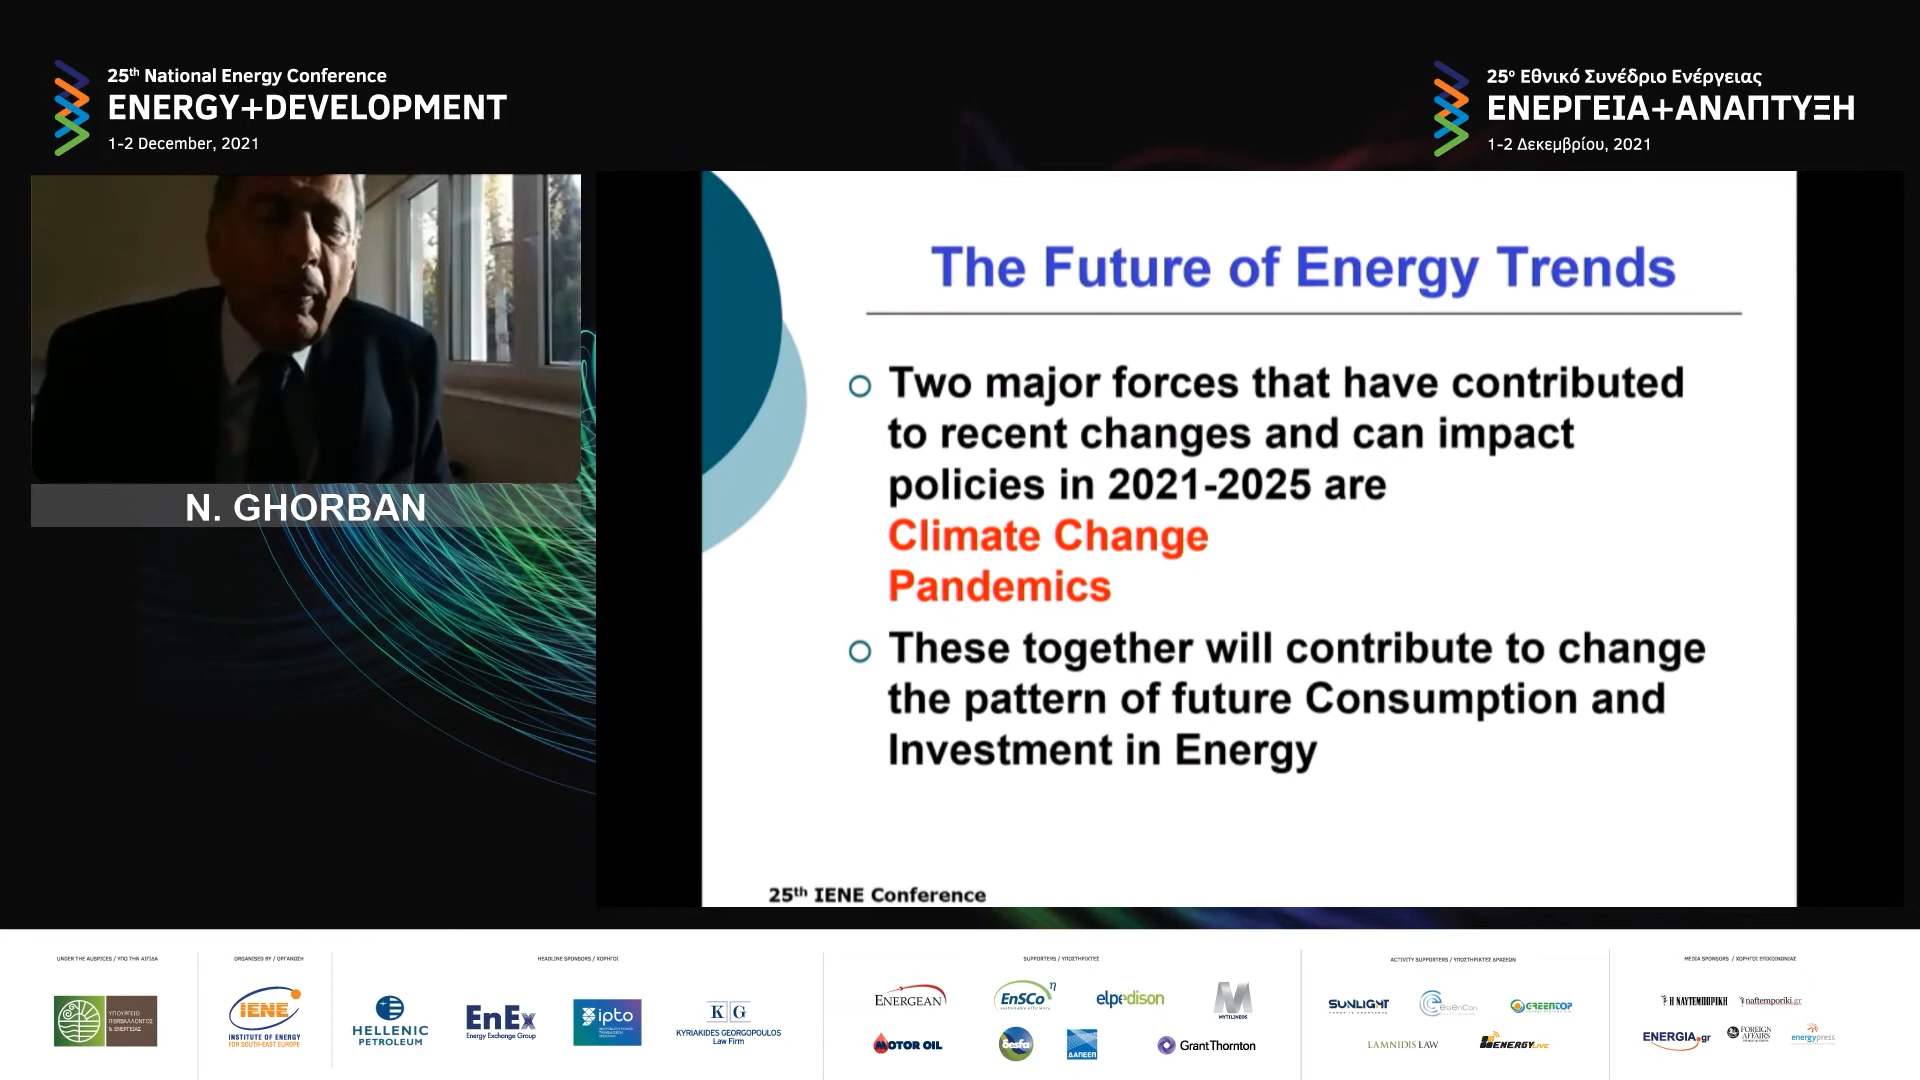 25th National Energy Conference
ENERGY+DEVELOPMENT
1-2 December, 2021
25ο Εθνικό Συνέδριο Ενέργειας
ΕΝΕΡΓΕΙΑ+ΑΝΑΠΤΥΞΗ
1-2 Δεκεμβρίου, 2021
N. GHORBAN
The Future of Energy Trends
Two major forces that have contributed
to recent changes and can impact
policies in 2021-2025 are
Climate Change
Pandemics
These together will contribute to change
the pattern of future Consumption and
Investment in Energy
25th IENE Conference
UNDER THE AUSPICES / ΥΠΟ ΤΗΝ ΑΙΓΙΔΑ
ΥΠΟΥΡΓΕΙΟ
ΠΕΡΙΒΑΛΛΟΝΤΟΣ
& ΕΝΕΡΓΕΙΑΣ
ORGANISED BY / ΟΡΓΑΝΩΣΗ
IENE
INSTITUTE OF ENERGY
FOR SOUTH-EAST EUROPE
HEADLINE SPONSORS / ΧΟΡΗΓΟΙ
HELLENIC
PETROLEUM
EnEx
Energy Exchange Group
ipto
K G
KYRIAKIDES GEORGOPOULOS
Law Firm
SUPPORTERS / ΥΠΟΣΤΗΡΙΚΤΕΣ
ENERGEAN
EnSCo η
sustainable efficiency
elpedison
MYTILINEOS
MOTOR OIL
δεσfa
ΔΑΠΕΕΠ
GrantThornton
ACTIVITY SUPPORTERS / ΥΠΟΣΤΗΡΙΚΤΕΣ ΔΡΑΣΕΩΝ
SUNLIGHT
GREENTOP
LAMNIDIS LAW
ENERGYLIVE
MEDIA SPONSORS / ΧΟΡΗΓΟΙ ΕΠΙΚΟΙΝΩΝΙΑΣ
Η ΝΑΥΤΕΜΠΟΡΙΚΗ
naftemporiki.gr
ENERGIA.gr
FOREIGN
AFFAIRS
energypress